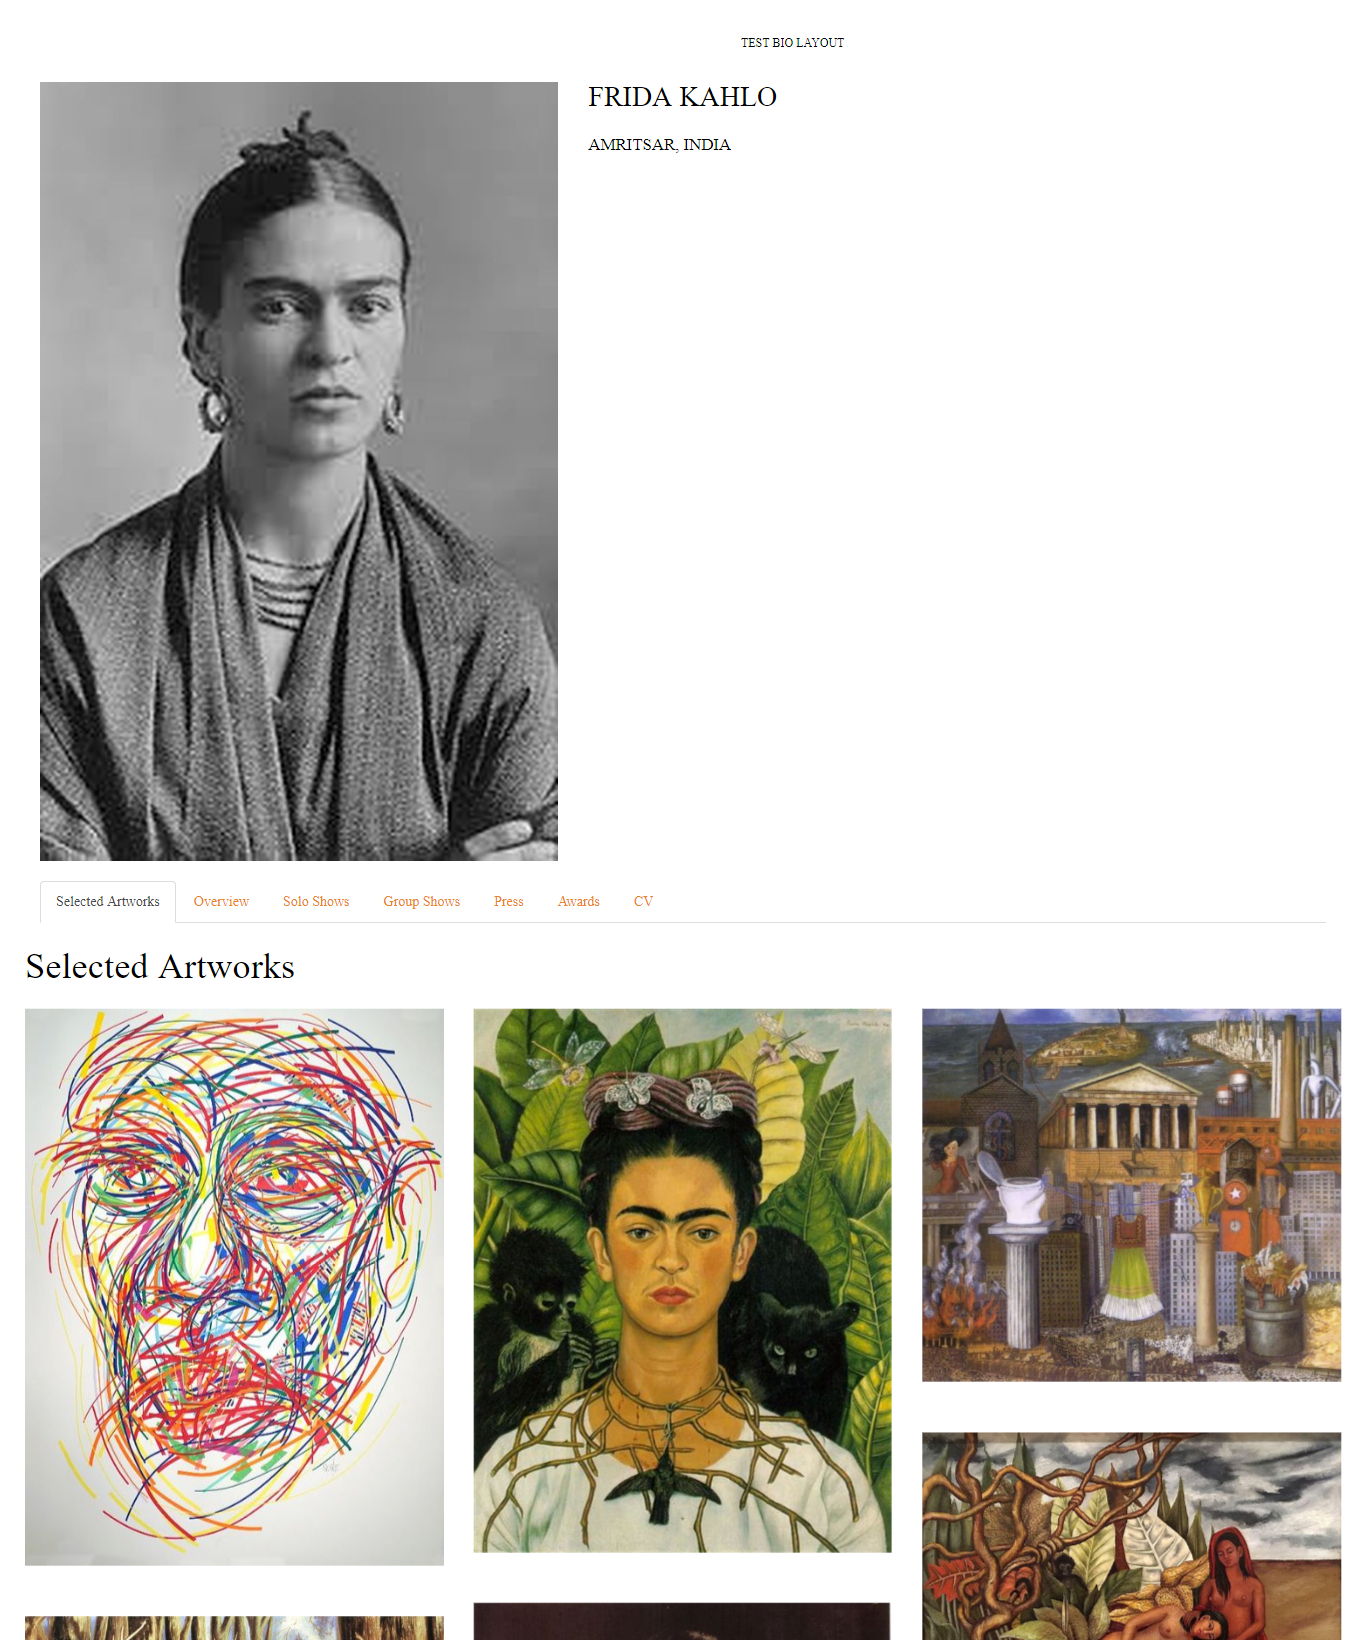 TEST BIO LAYOUT
FRIDA KAHLO
AMRITSAR, INDIA
Selected Artworks
Overview
Solo Shows
Group Shows
Press
Awards
CV
Selected Artworks